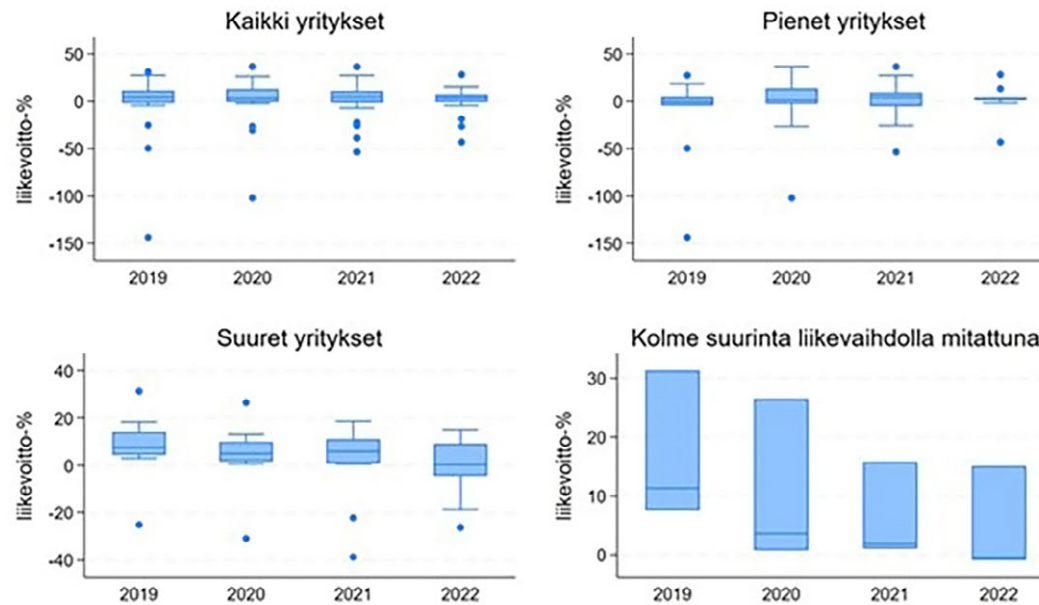 Kaikki yritykset
liikevoitto-%
50
0
-50
-100
-150
2019 2020 2021 2022
Pienet yritykset
liikevoitto-%
50
0
-50
-100
-150
2019 2020 2021 2022
Suuret yritykset
liikevoitto-%
40
20
0
-20
-40
2019 2020 2021 2022
Kolme suurinta liikevaihdolla mitattuna
liikevoitto-%
30
20
10
0
2019 2020 2021 2022